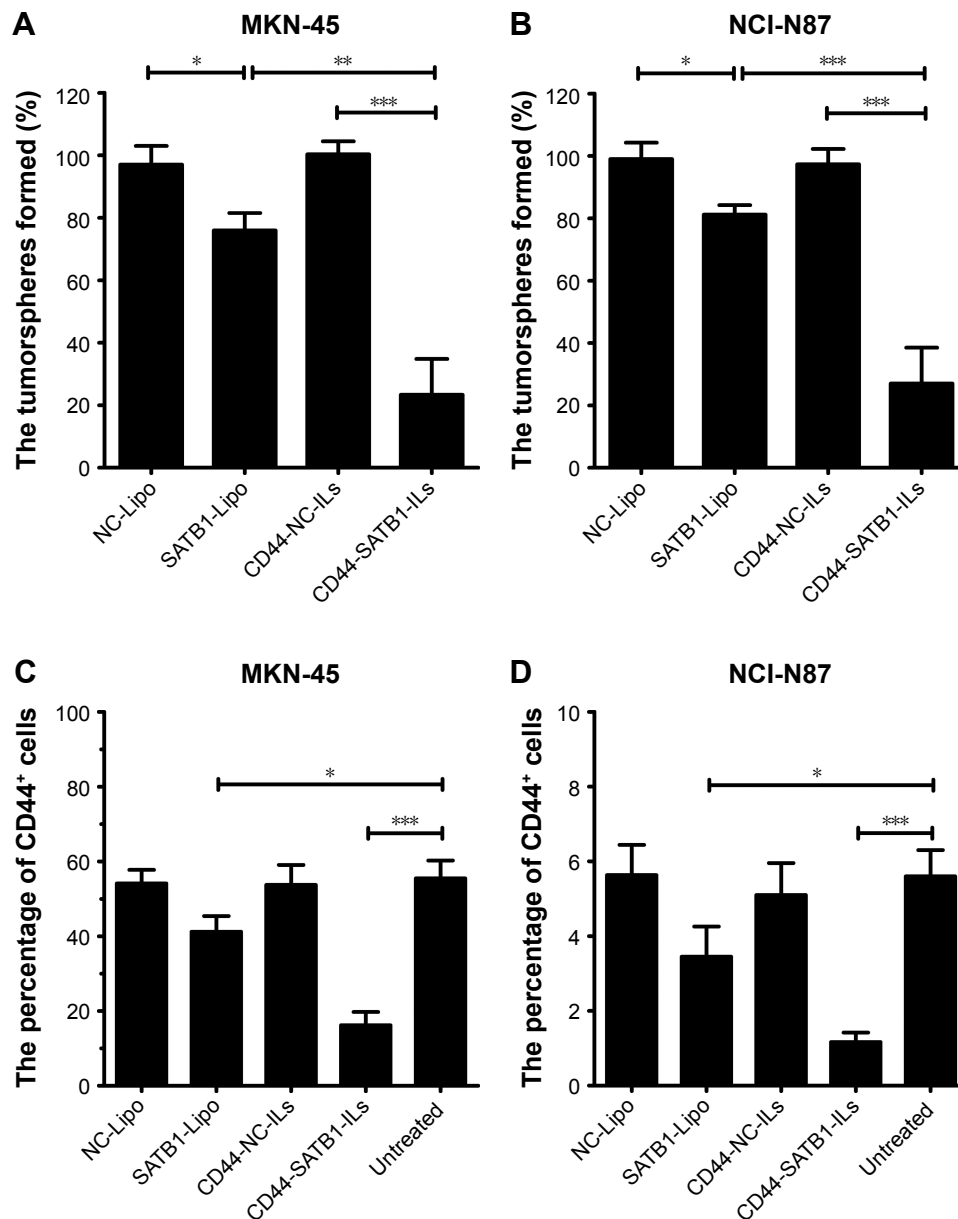 A
MKN-45
The tumorspheres formed (%)
120
100
80
60
40
20
0
*
**
***
NC-Lipo
SATB1-Lipo
CD44-NC-ILs
CD44-SATB1-ILs
B
NCI-N87
The tumorspheres formed (%)
120
100
80
60
40
20
0
*
***
***
NC-Lipo
SATB1-Lipo
CD44-NC-ILs
CD44-SATB1-ILs
C
MKN-45
The percentage of CD44⁺ cells
100
80
60
40
20
0
*
***
NC-Lipo
SATB1-Lipo
CD44-NC-ILs
CD44-SATB1-ILs
Untreated
D
NCI-N87
The percentage of CD44⁺ cells
10
8
6
4
2
0
*
***
NC-Lipo
SATB1-Lipo
CD44-NC-ILs
CD44-SATB1-ILs
Untreated